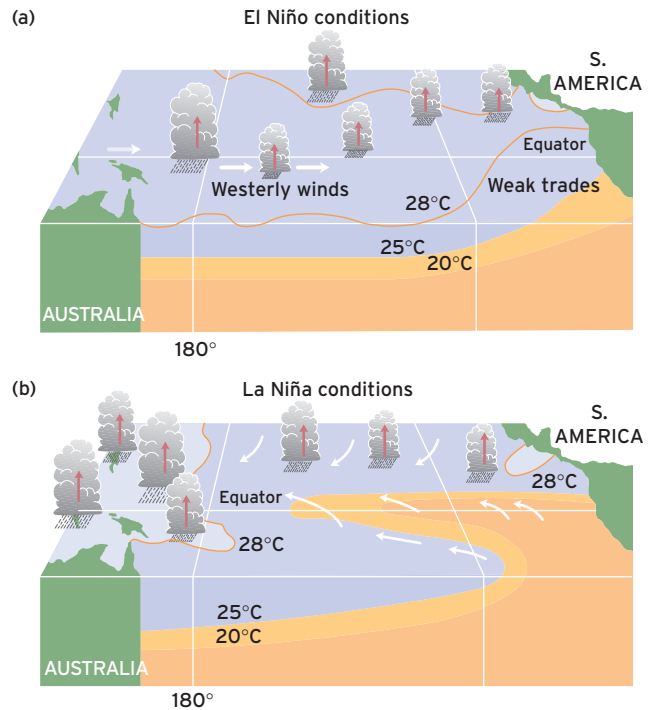 (a)
El Niño conditions
S.
AMERICA
Equator
Westerly winds
Weak trades
28°C
25°C
20°C
AUSTRALIA
180°
(b)
La Niña conditions
S.
AMERICA
28°C
Equator
28°C
25°C
20°C
AUSTRALIA
180°